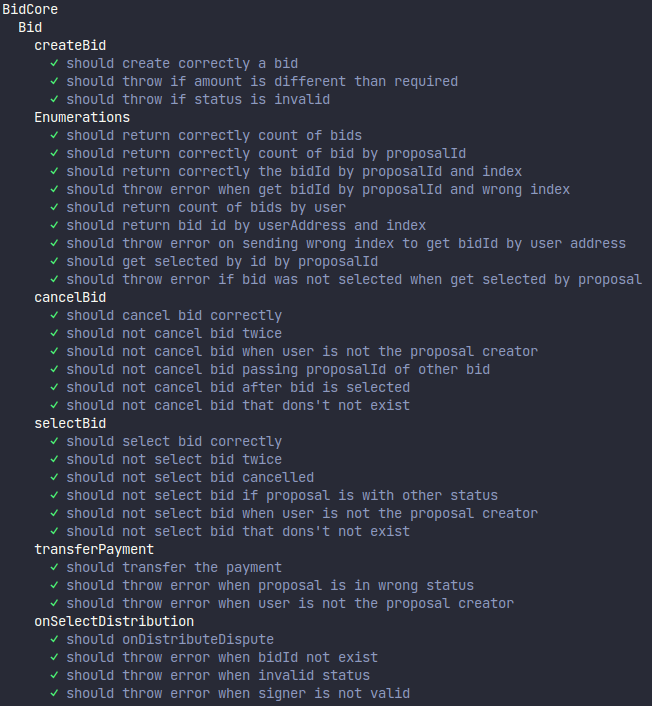 BidCore
Bid
createBid
✓ should create correctly a bid
✓ should throw if amount is different than required
✓ should throw if status is invalid
Enumerations
✓ should return correctly count of bids
✓ should return correctly count of bid by proposalId
✓ should return correctly the bidId by proposalId and index
✓ should throw error when get bidId by proposalId and wrong index
✓ should return count of bids by user
✓ should return bid id by userAddress and index
✓ should throw error on sending wrong index to get bidId by user address
✓ should get selected by id by proposalId
✓ should throw error if bid was not selected when get selected by proposal
cancelBid
✓ should cancel bid correctly
✓ should not cancel bid twice
✓ should not cancel bid when user is not the proposal creator
✓ should not cancel bid passing proposalId of other bid
✓ should not cancel bid after bid is selected
✓ should not cancel bid that dons't not exist
selectBid
✓ should select bid correctly
✓ should not select bid twice
✓ should not select bid cancelled
✓ should not select bid if proposal is with other status
✓ should not select bid when user is not the proposal creator
✓ should not select bid that dons't not exist
transferPayment
✓ should transfer the payment
✓ should throw error when proposal is in wrong status
✓ should throw error when user is not the proposal creator
onSelectDistribution
✓ should onDistributeDispute
✓ should throw error when bidId not exist
✓ should throw error when invalid status
✓ should throw error when signer is not valid